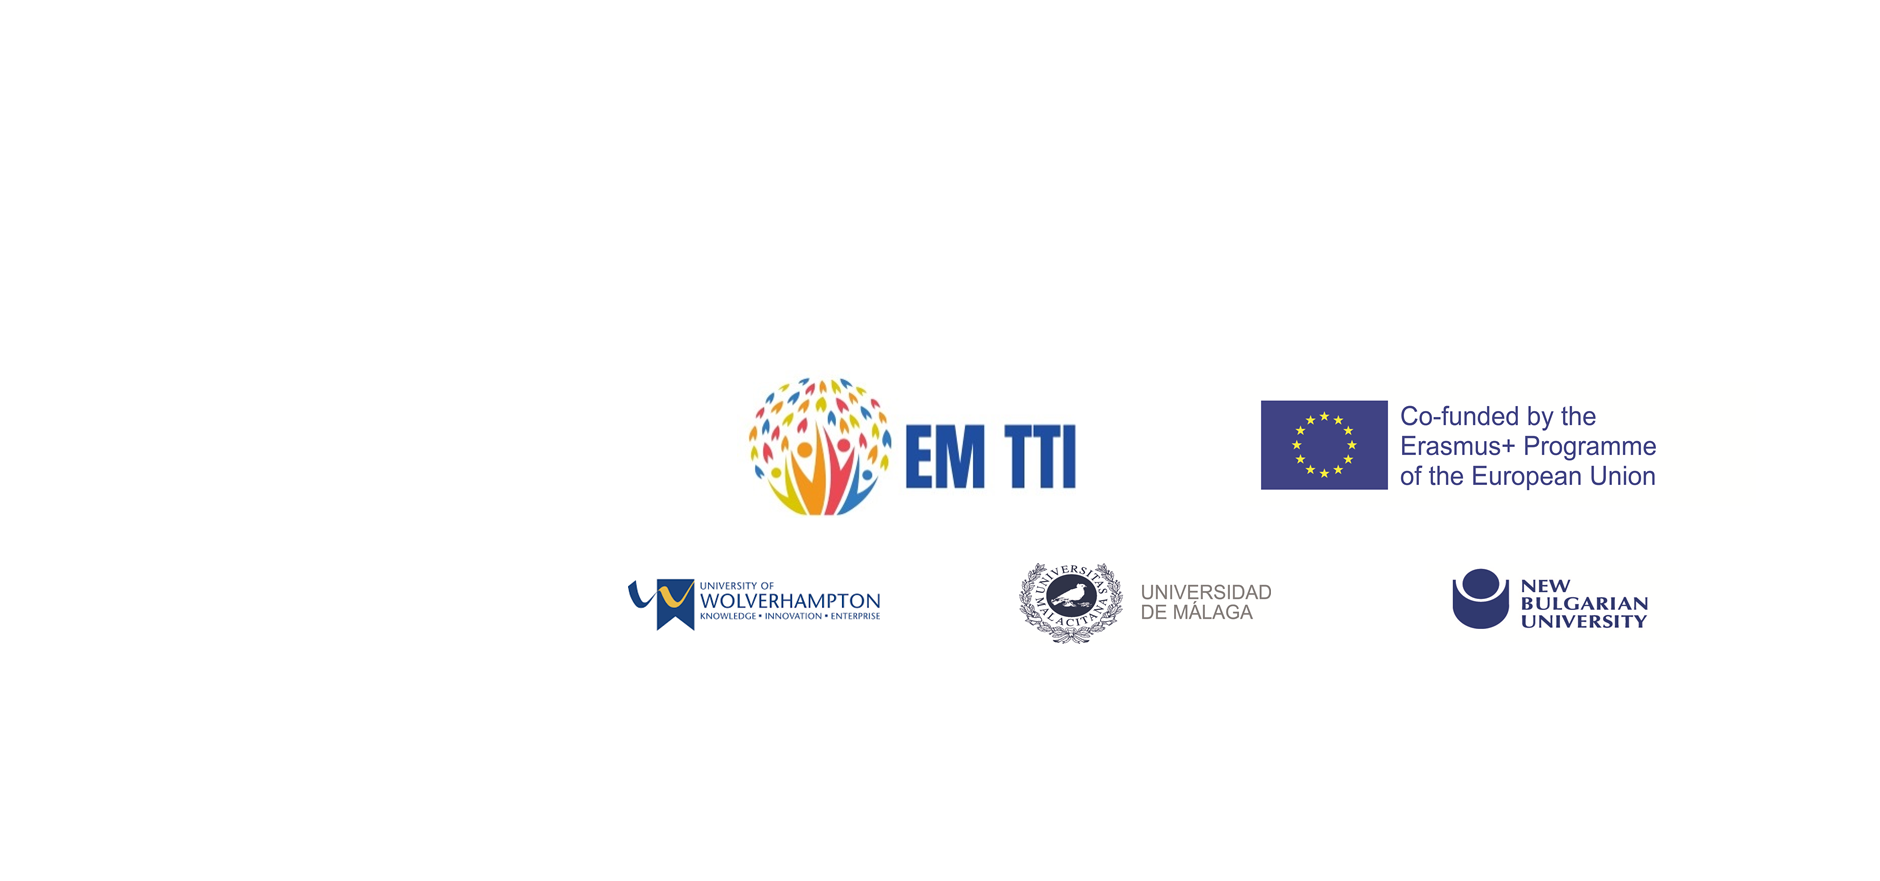 EM TTI
Co-funded by the
Erasmus+ Programme
of the European Union
UNIVERSITY OF
WOLVERHAMPTON
KNOWLEDGE • INNOVATION • ENTERPRISE
UNIVERSITAS
MALACITANA
UNIVERSIDAD
DE MÁLAGA
NEW
BULGARIAN
UNIVERSITY